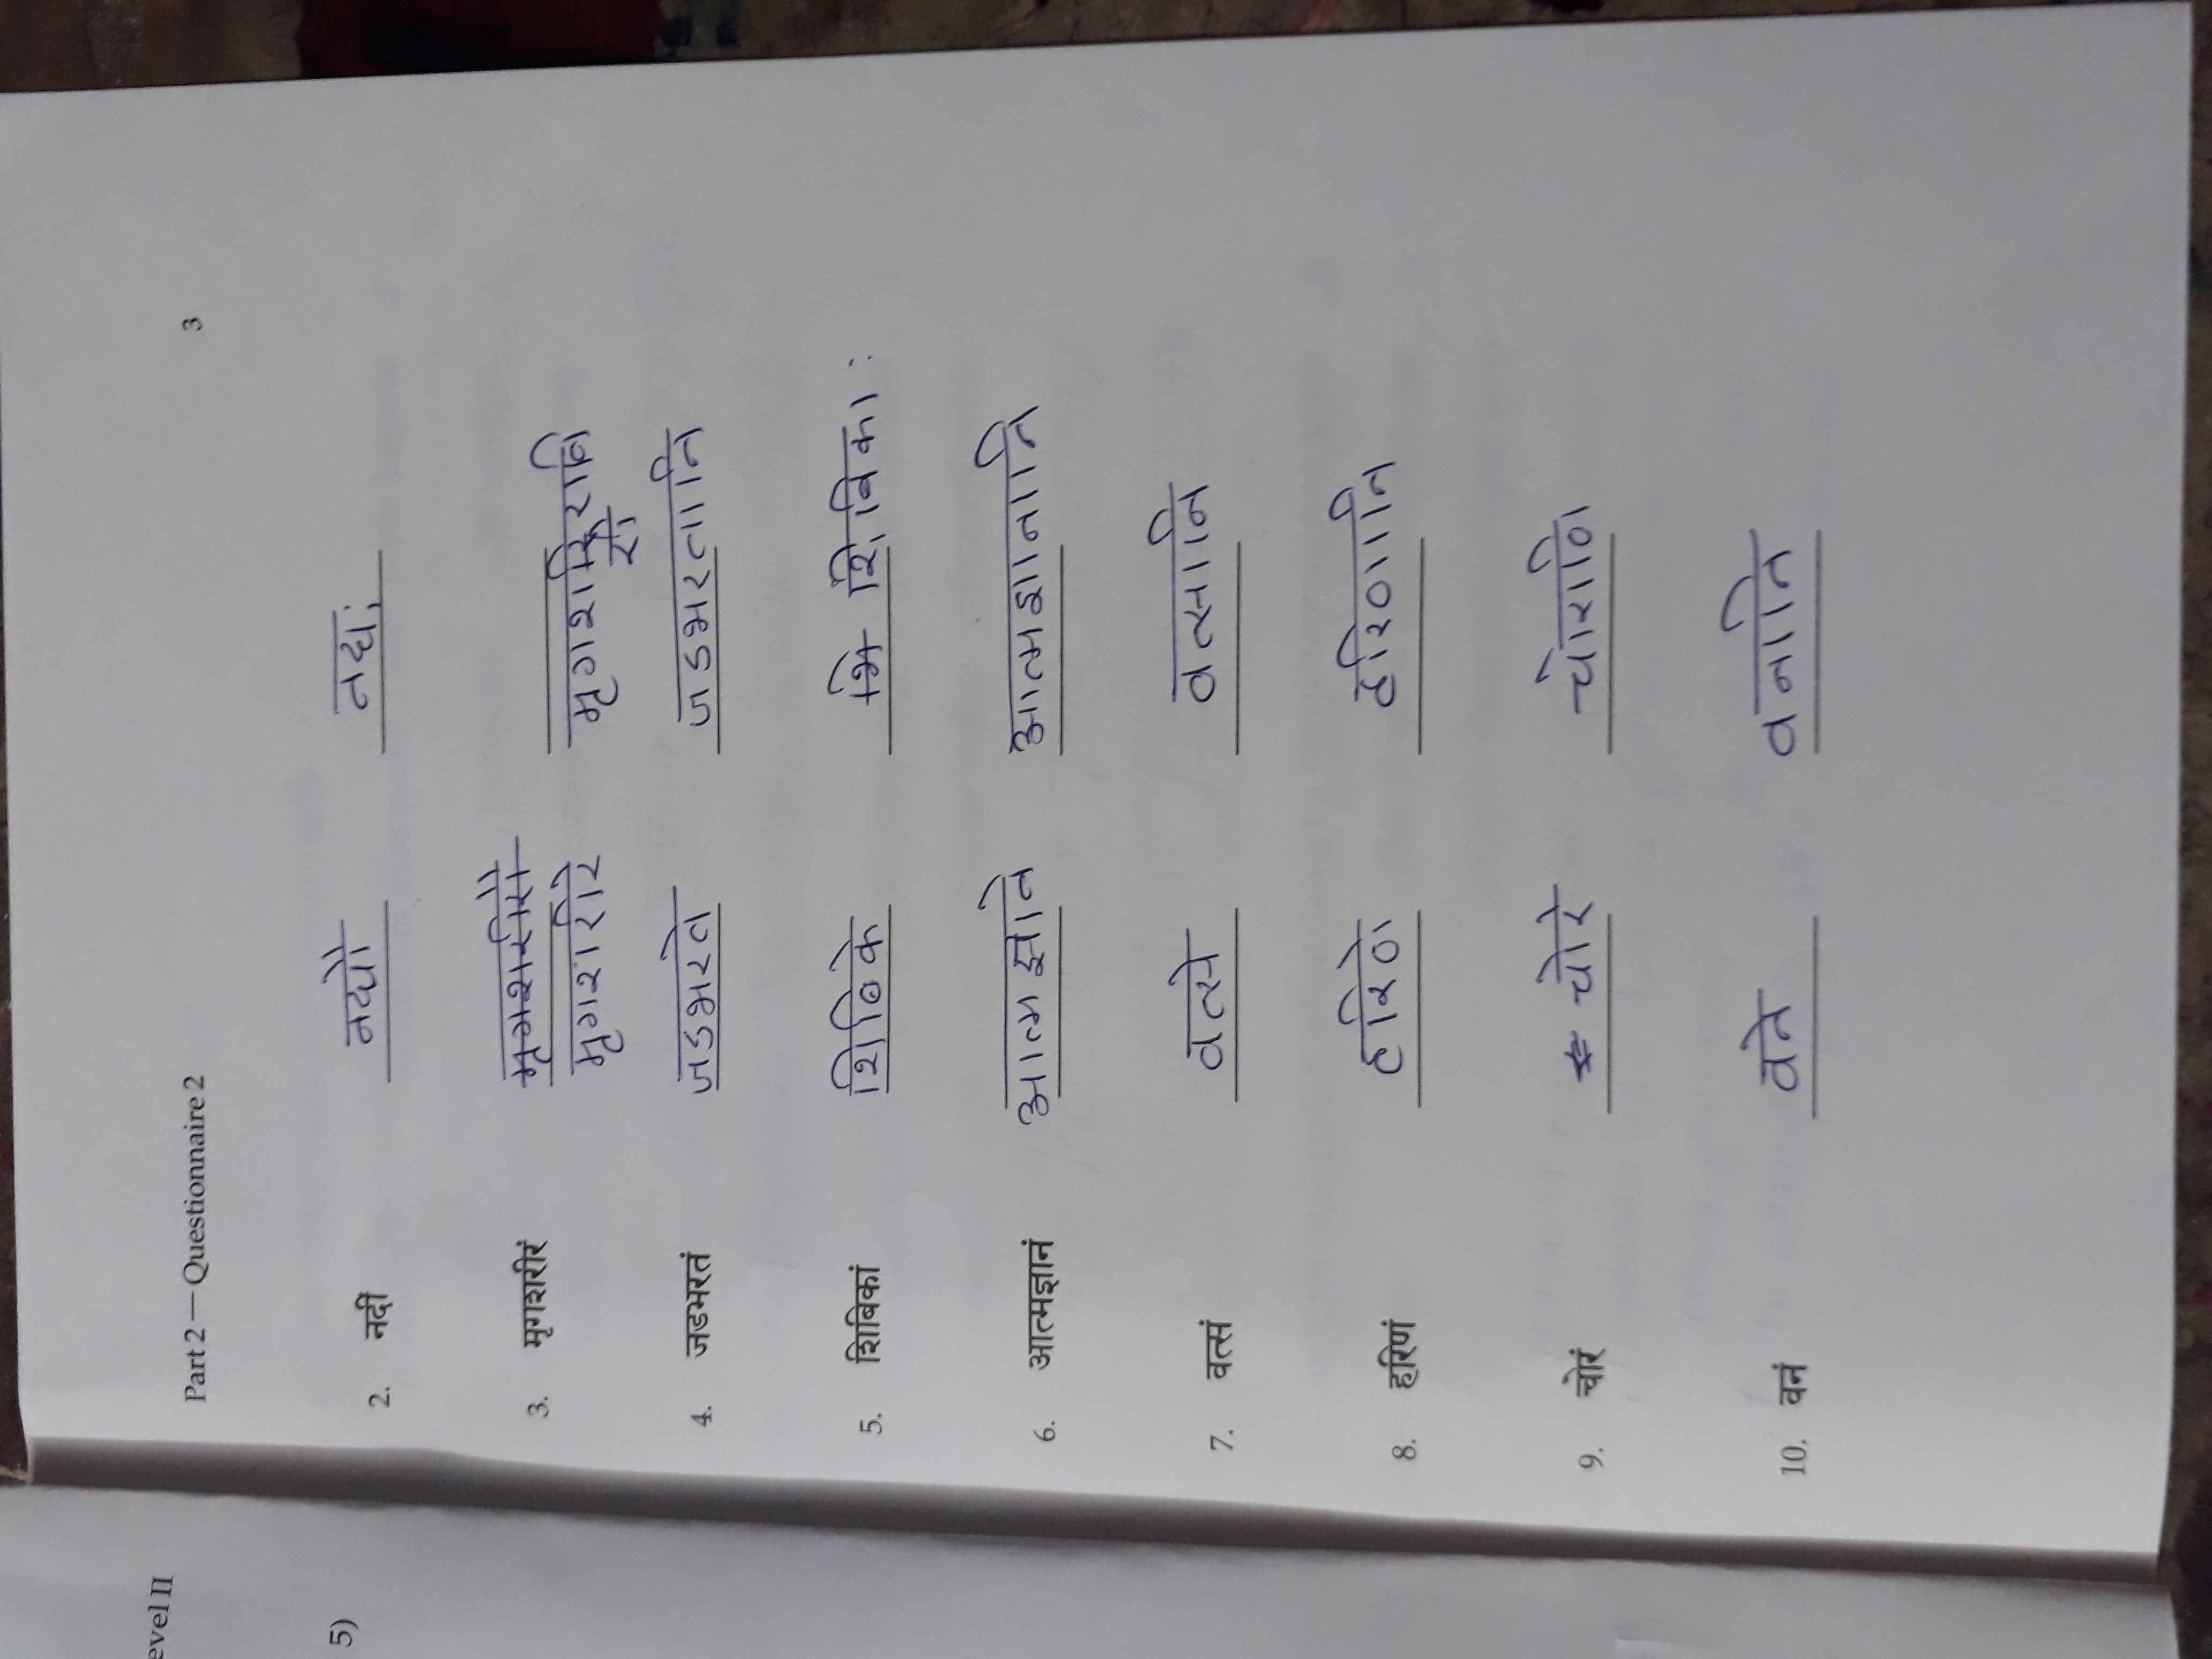 evel II
5)
Part 2 — Questionnaire 2 3
2. नदीं नद्यौ नद्यः
3. मृगशरीरं मृगशरीरौ
मृगशरीरे मृगशरिराणि
री
4. जडभरतं जडभरते जडभरतानि
5. शिबिकां शिबिके शिबिकाः
6. आत्मज्ञानं आत्मज्ञाने आत्मज्ञानानि
7. वत्सं वत्से वत्सानि
8. हरिणं हरिणे हरिणानि
9. चोरं चोरे चोराणि
10. वनं वने वनानि